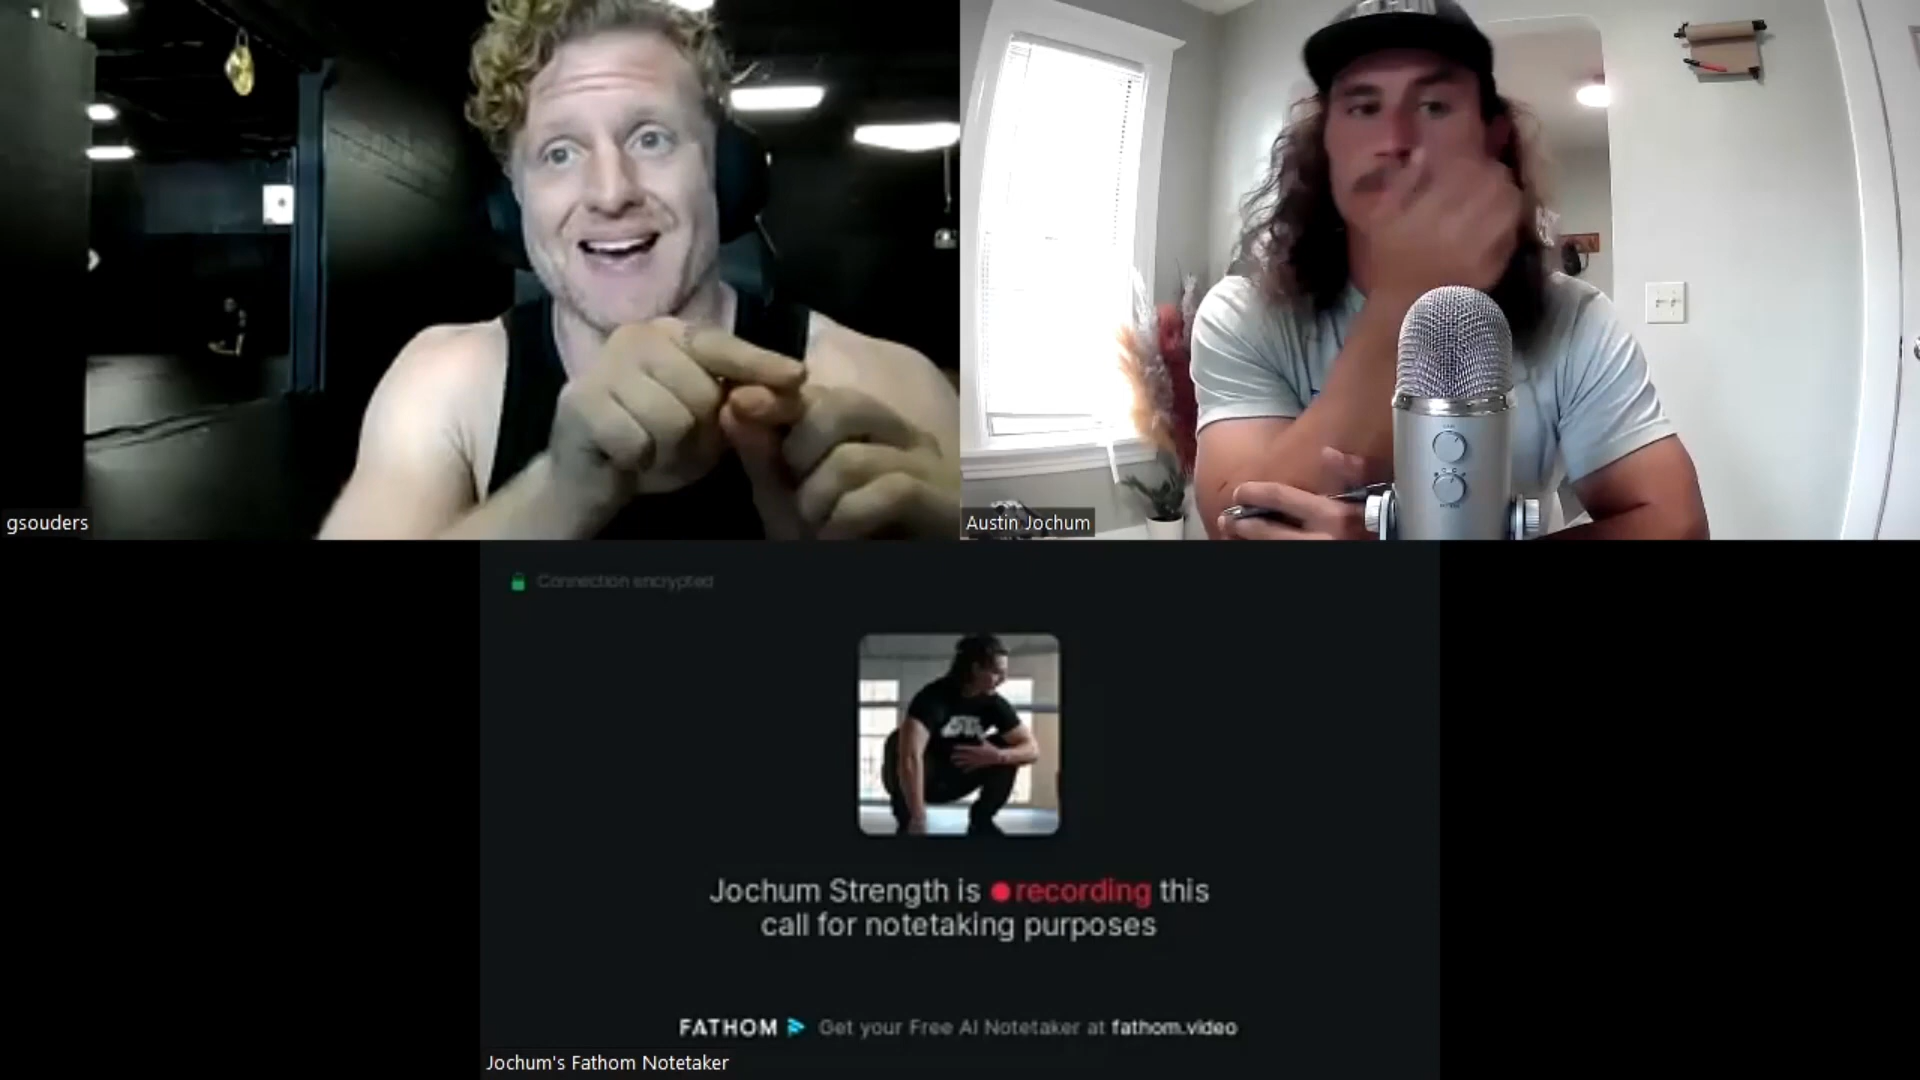 gsouders
Austin Jochum
Connection encrypted
Jochum Strength is recording this
call for notetaking purposes
FATHOM Get your Free AI Notetaker at fathom.video
Jochum's Fathom Notetaker